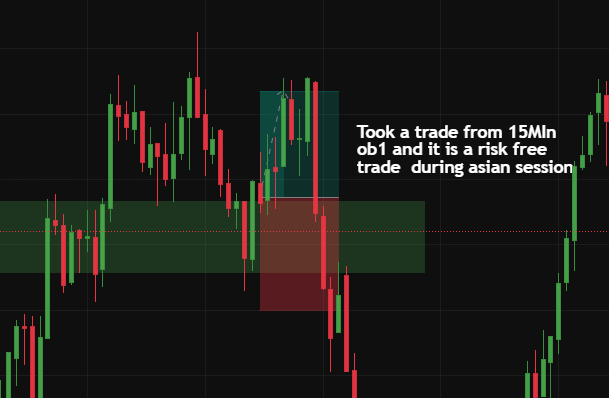 Took a trade from 15MIn
ob1 and it is a risk free
trade  during asian session